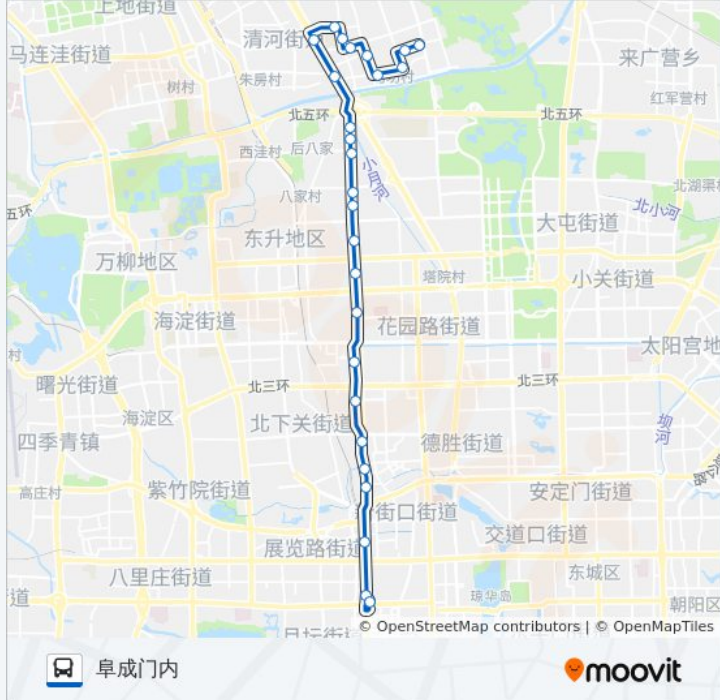 上地街道
清河街
马连洼街道
来广营乡
树村
朱房村
红军营村
北五环
北五环
西洼村
后八家
小月河
八家村
北湖渠村
五环
北小河
大屯街道
东升地区
万柳地区
塔院村
小关街道
海淀街道
花园路街道
太阳宫地
村
曙光街道
北三环
北三环
海淀区
北下关街道
坝河
四季青镇
德胜街道
高庄村
紫竹院街道
安定门街道
街口街道
交道口街道
展览路街道
八里庄街道
东城区
道
琼华岛
朝阳区
月坛街
© OpenStreetMap contributors | © OpenMapTiles
阜成门内
moovit